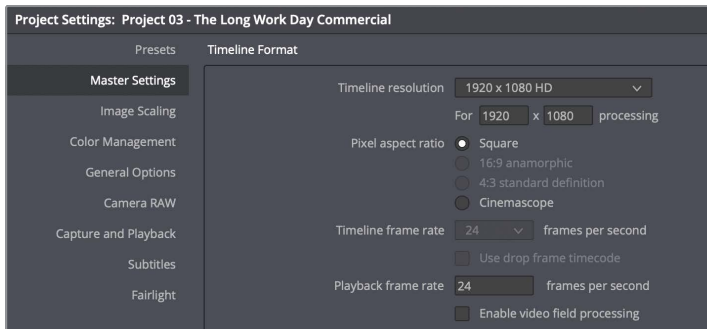 Project Settings: Project 03 - The Long Work Day Commercial
Presets
Master Settings
Image Scaling
Color Management
General Options
Camera RAW
Capture and Playback
Subtitles
Fairlight
Timeline Format
Timeline resolution 1920 x 1080 HD
For 1920 x 1080 processing
Pixel aspect ratio Square
16:9 anamorphic
4:3 standard definition
Cinemascope
Timeline frame rate 24 frames per second
Use drop frame timecode
Playback frame rate 24 frames per second
Enable video field processing